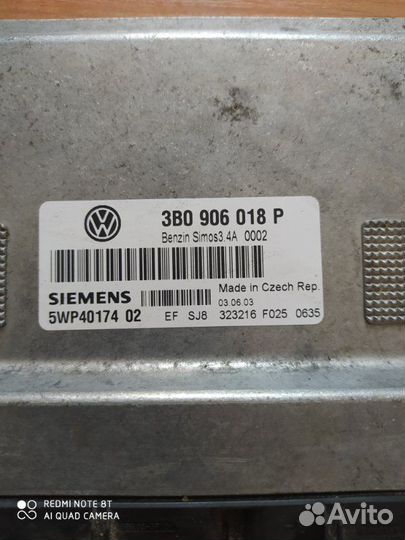 3B0 906 018 P
Benzin Simos3.4A 0002
SIEMENS
Made in Czech Rep.
03.06.03
5WP40174 02
EF SJ8 323216 F025 0635
REDMI NOTE 8T
AI QUAD CAMERA
Avito